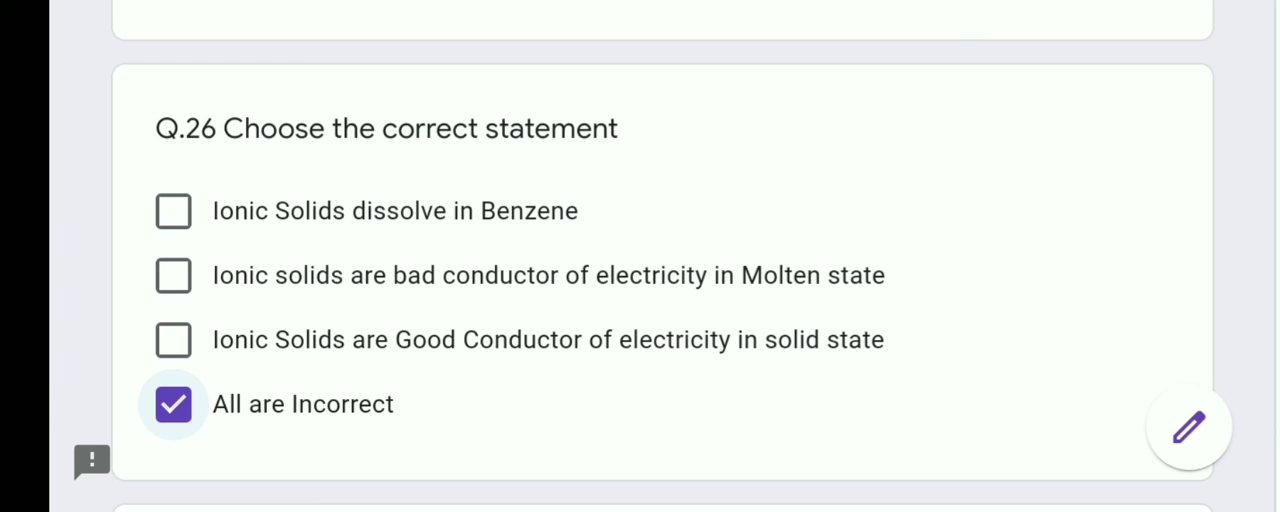 Q.26 Choose the correct statement
Ionic Solids dissolve in Benzene
Ionic solids are bad conductor of electricity in Molten state
Ionic Solids are Good Conductor of electricity in solid state
All are Incorrect